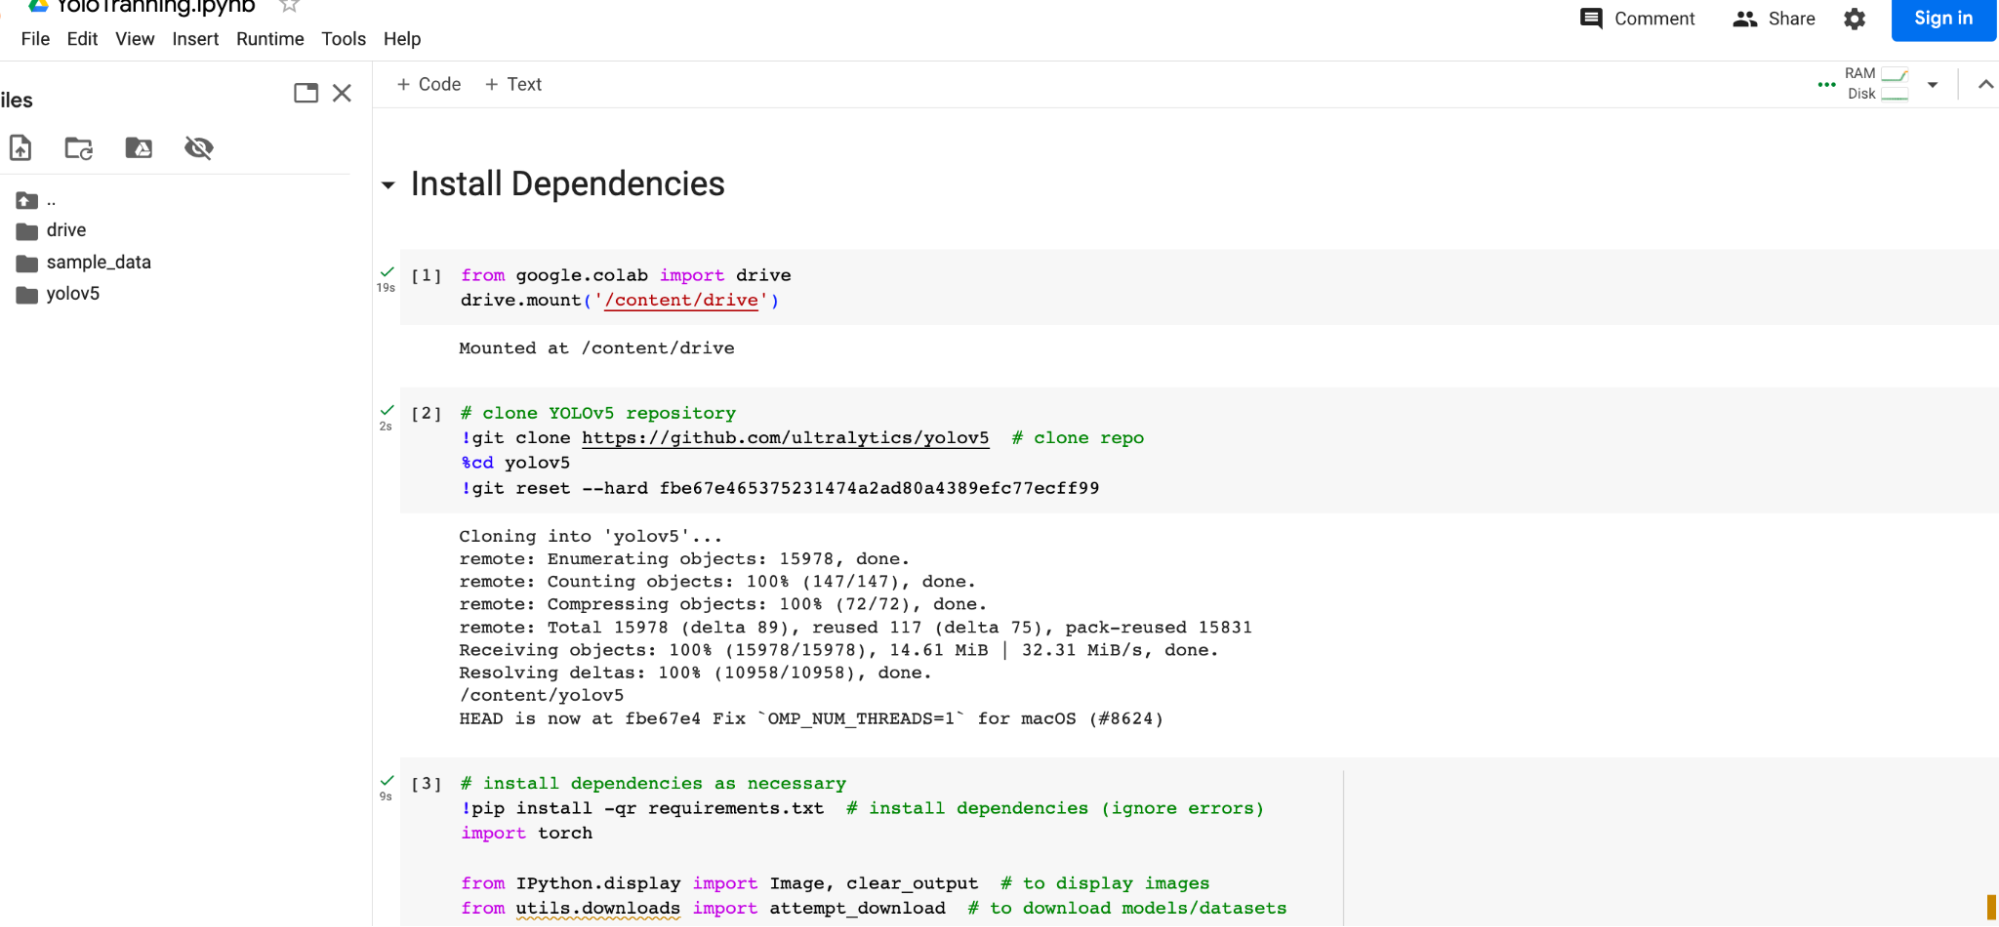 YoloTranning.ipynb
Comment Share Sign in
File Edit View Insert Runtime Tools Help
+ Code + Text
RAM
Disk
iles
..
drive
sample_data
yolov5
Install Dependencies
19s
[1] from google.colab import drive
drive.mount('/content/drive')
Mounted at /content/drive
2s
[2] # clone YOLOv5 repository
!git clone https://github.com/ultralytics/yolov5 # clone repo
%cd yolov5
!git reset --hard fbe67e465375231474a2ad80a4389efc77ecff99
Cloning into 'yolov5'...
remote: Enumerating objects: 15978, done.
remote: Counting objects: 100% (147/147), done.
remote: Compressing objects: 100% (72/72), done.
remote: Total 15978 (delta 89), reused 117 (delta 75), pack-reused 15831
Receiving objects: 100% (15978/15978), 14.61 MiB | 32.31 MiB/s, done.
Resolving deltas: 100% (10958/10958), done.
/content/yolov5
HEAD is now at fbe67e4 Fix `OMP_NUM_THREADS=1` for macOS (#8624)
9s
[3] # install dependencies as necessary
!pip install -qr requirements.txt # install dependencies (ignore errors)
import torch
from IPython.display import Image, clear_output # to display images
from utils.downloads import attempt_download # to download models/datasets